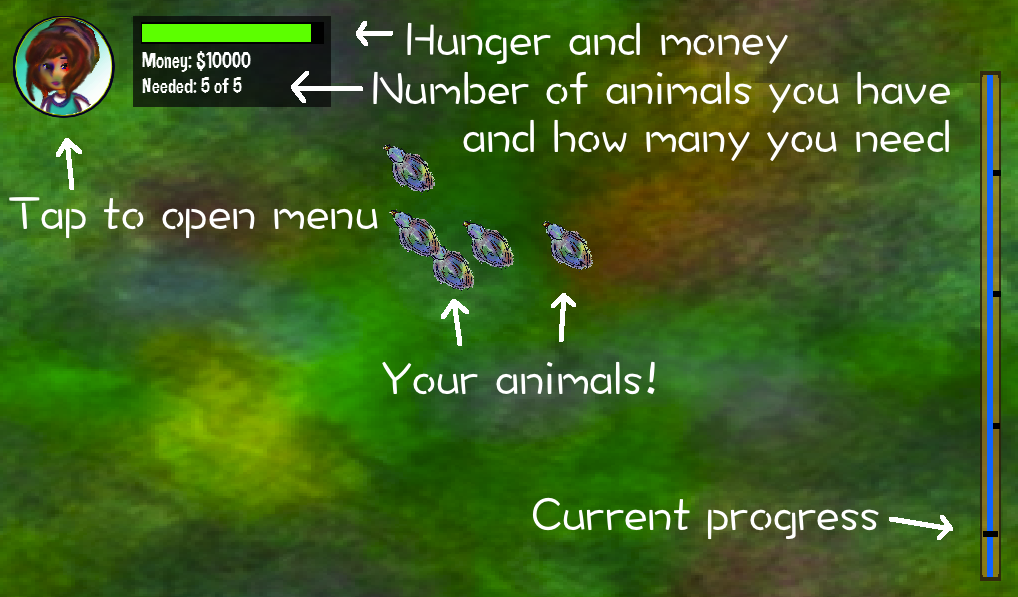 Hunger and money
Money: $10000
Needed: 5 of 5
Number of animals you have
and how many you need
Tap to open menu
Your animals!
Current progress